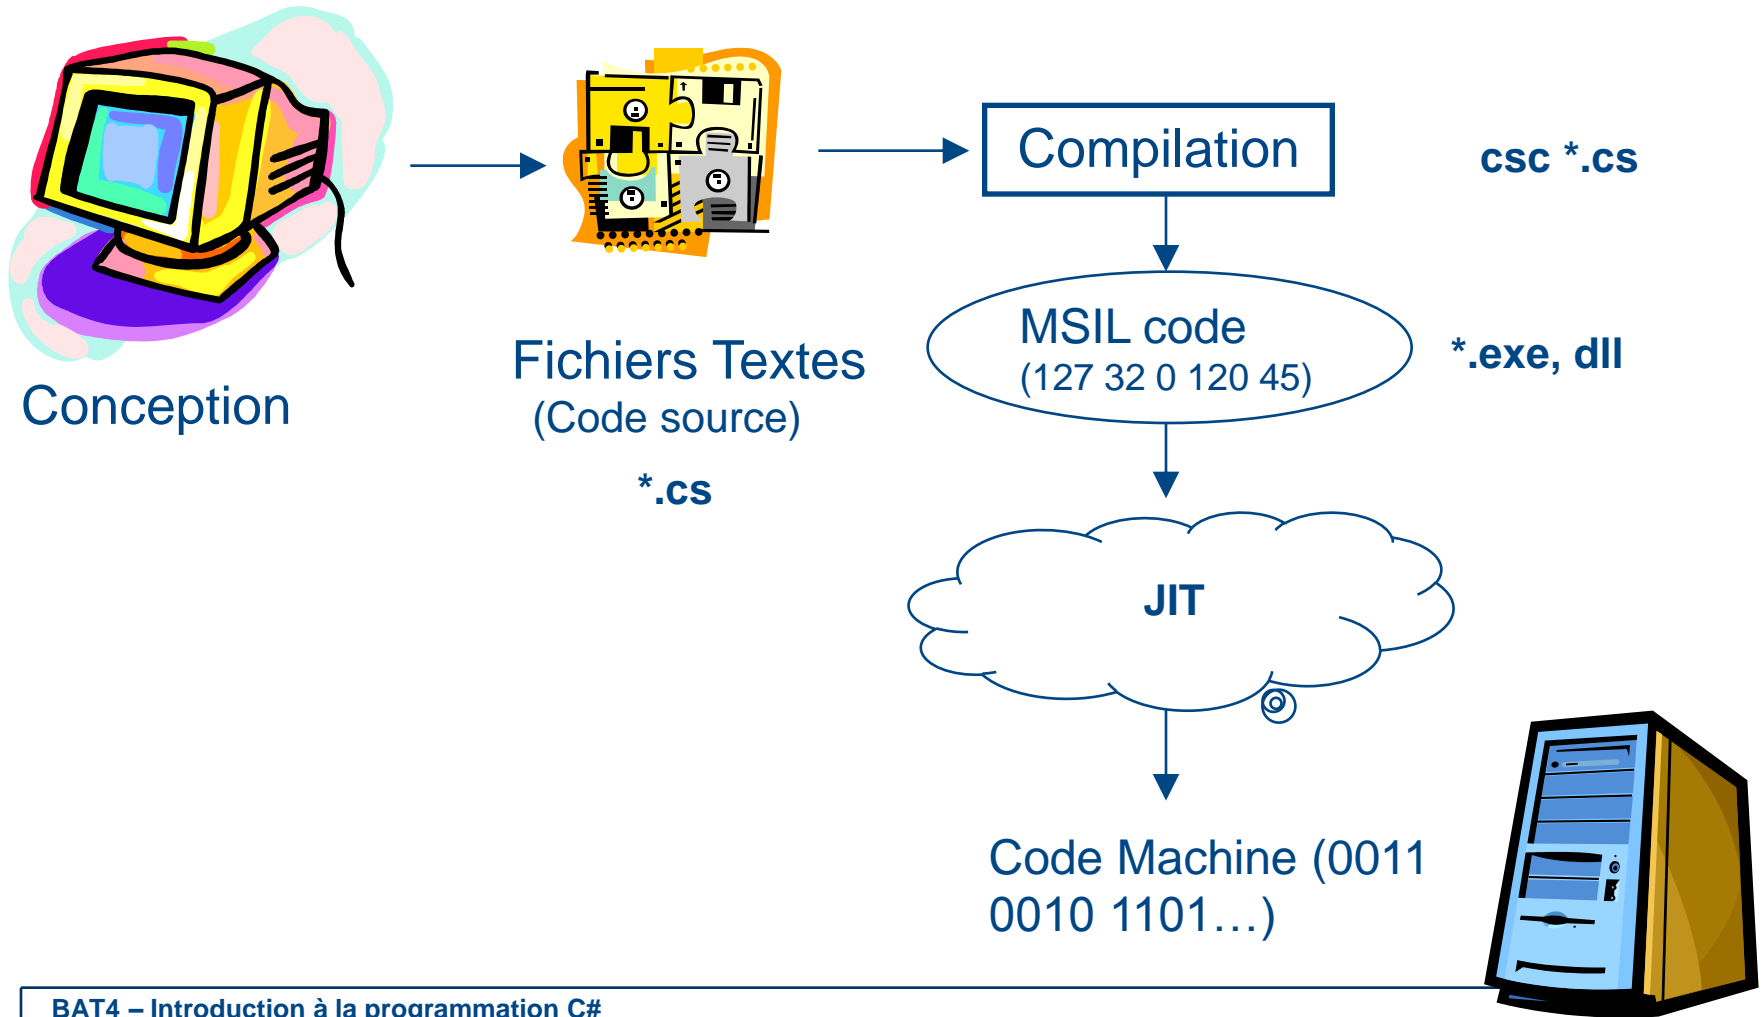 Conception
Fichiers Textes
(Code source)
*.cs
Compilation
csc *.cs
MSIL code
(127 32 0 120 45)
*.exe, dll
JIT
Code Machine (0011
0010 1101…)
BAT4 – Introduction à la programmation C#